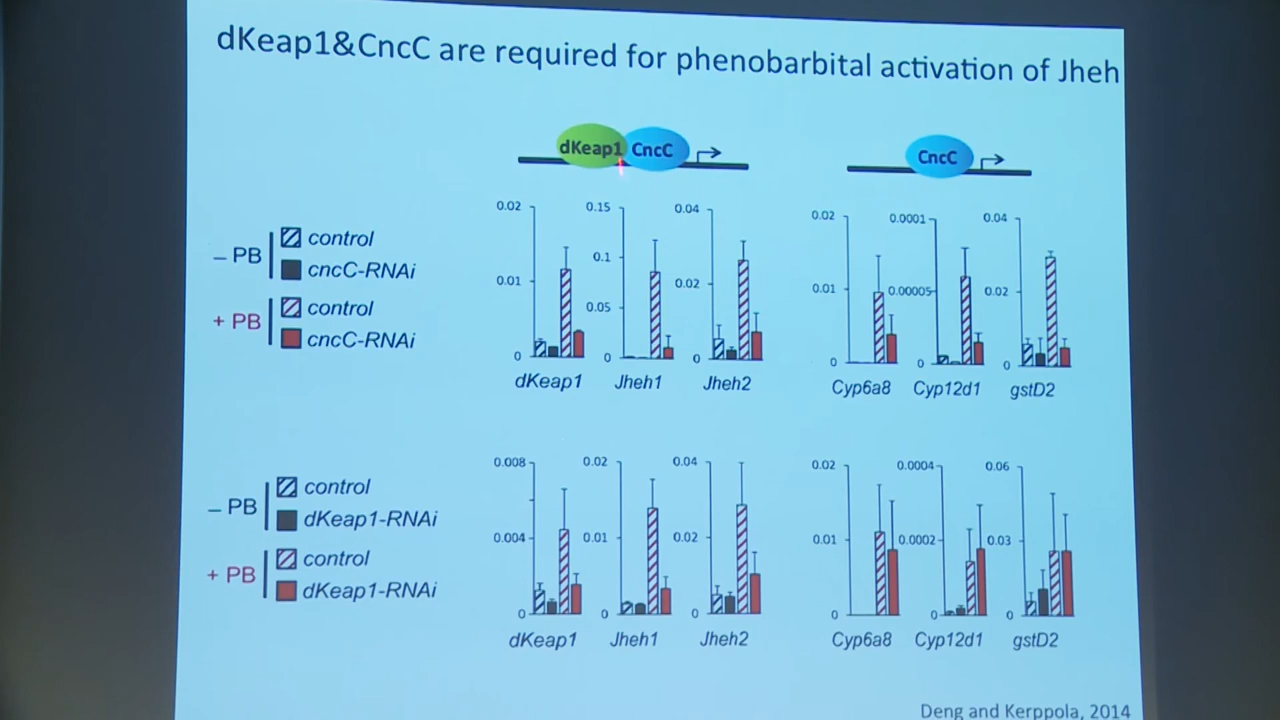 dKeap1&CncC are required for phenobarbital activation of Jheh
dKeap1 CncC
CncC
– PB
control
cncC-RNAi
+ PB
control
cncC-RNAi
0.02
0.01
0
dKeap1
0.15
0.1
0.05
0
Jheh1
0.04
0.02
0
Jheh2
0.02
0.01
0
Cyp6a8
0.0001
0.00005
0
Cyp12d1
0.04
0.02
0
gstD2
– PB
control
dKeap1-RNAi
+ PB
control
dKeap1-RNAi
0.008
0.004
0
dKeap1
0.02
0.01
0
Jheh1
0.04
0.02
0
Jheh2
0.02
0.01
0
Cyp6a8
0.0004
0.0002
0
Cyp12d1
0.06
0.03
0
gstD2
Deng and Kerppola, 2014